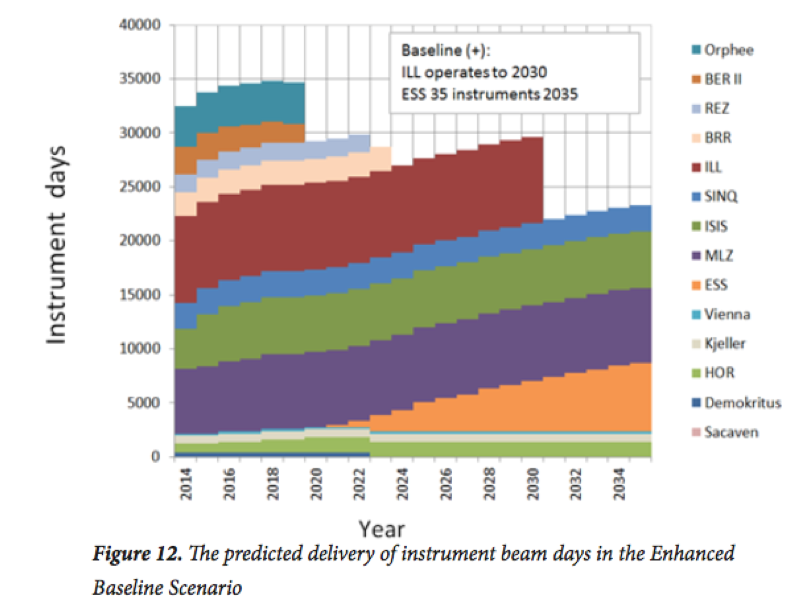 40000
35000
30000
25000
20000
15000
10000
5000
0
Instrument days
Baseline (+):
ILL operates to 2030
ESS 35 instruments 2035
Orphee
BER II
REZ
BRR
ILL
SINQ
ISIS
MLZ
ESS
Vienna
Kjeller
HOR
Demokritus
Sacaven
2014
2016
2018
2020
2022
2024
2026
2028
2030
2032
2034
Year
Figure 12. The predicted delivery of instrument beam days in the Enhanced
Baseline Scenario